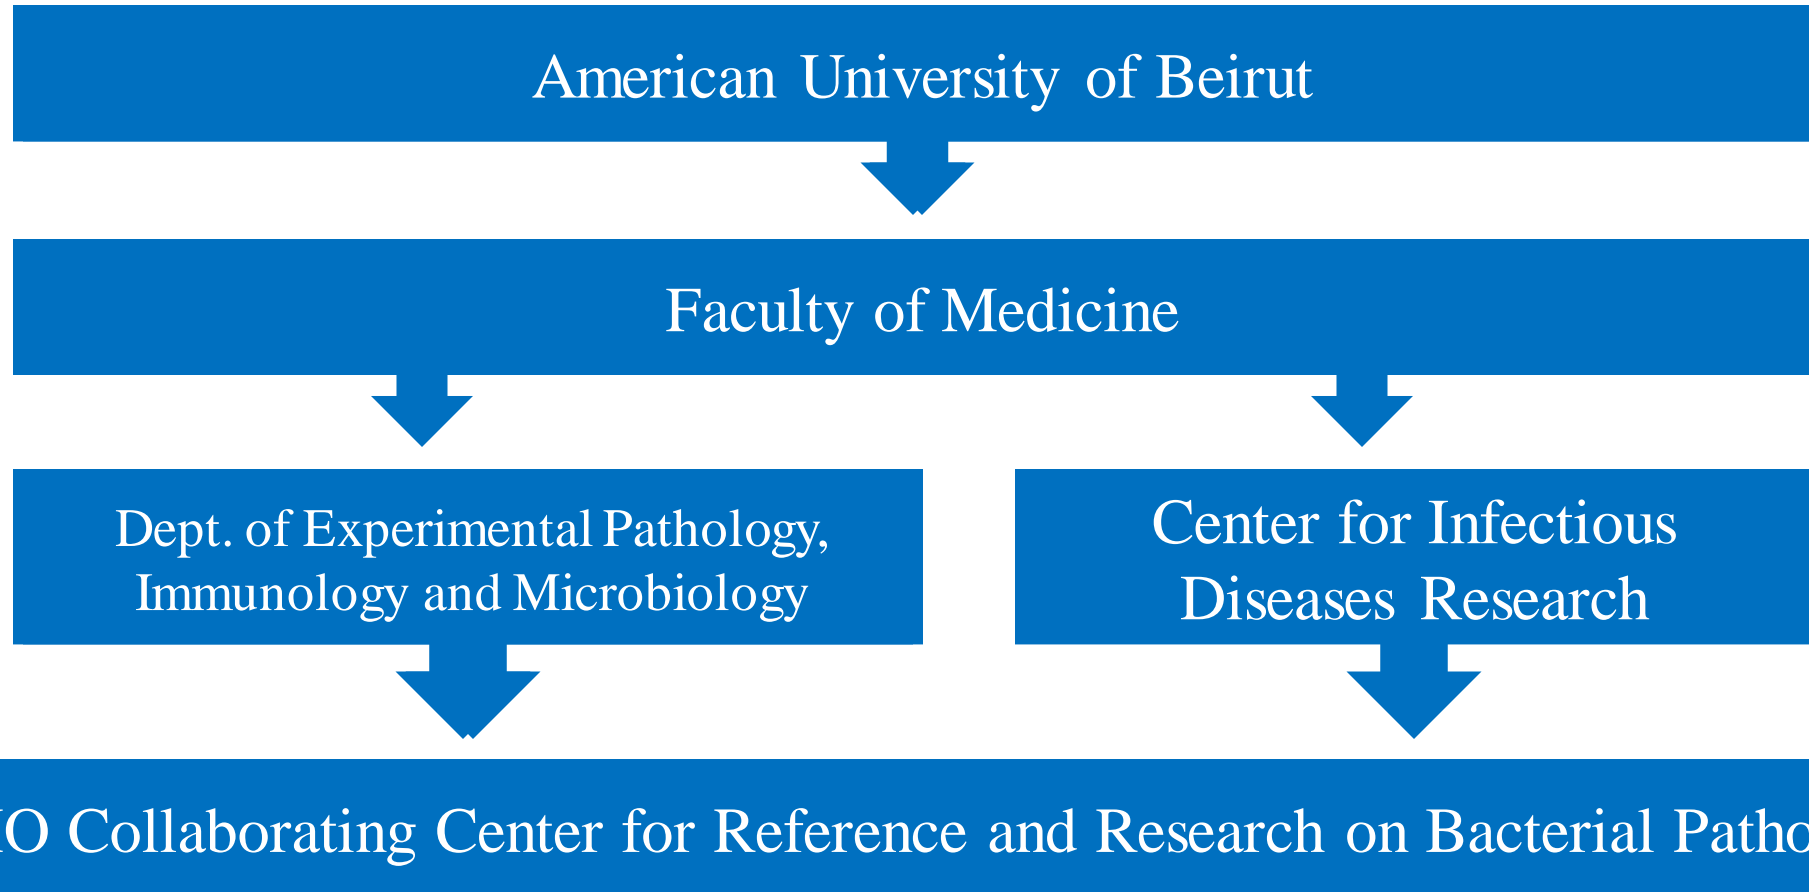 American University of Beirut
Faculty of Medicine
Dept. of Experimental Pathology,
Immunology and Microbiology
Center for Infectious
Diseases Research
Collaborating Center for Reference and Research on Bacterial